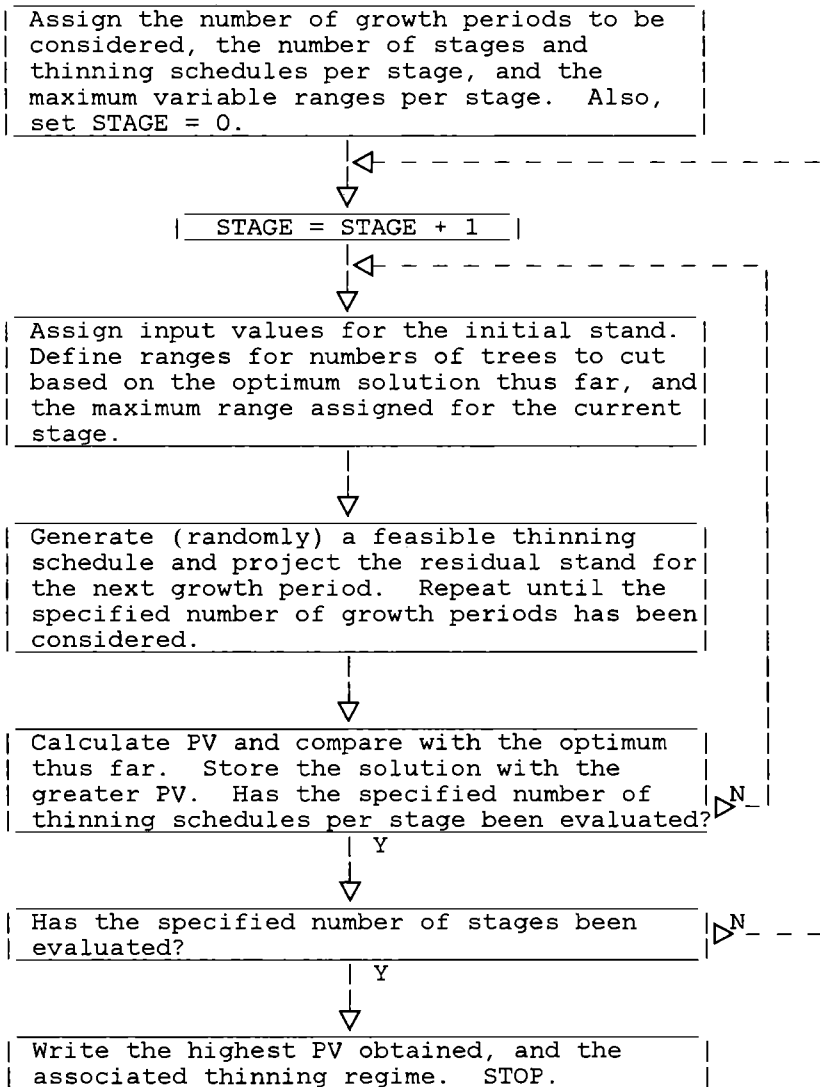 Assign the number of growth periods to be
considered, the number of stages and
thinning schedules per stage, and the
maximum variable ranges per stage. Also,
set STAGE = 0.
STAGE = STAGE + 1
Assign input values for the initial stand.
Define ranges for numbers of trees to cut
based on the optimum solution thus far, and
the maximum range assigned for the current
stage.
Generate (randomly) a feasible thinning
schedule and project the residual stand for
the next growth period. Repeat until the
specified number of growth periods has been
considered.
Calculate PV and compare with the optimum
thus far. Store the solution with the
greater PV. Has the specified number of
thinning schedules per stage been evaluated?
N
Y
Has the specified number of stages been
evaluated?
N
Y
Write the highest PV obtained, and the
associated thinning regime. STOP.